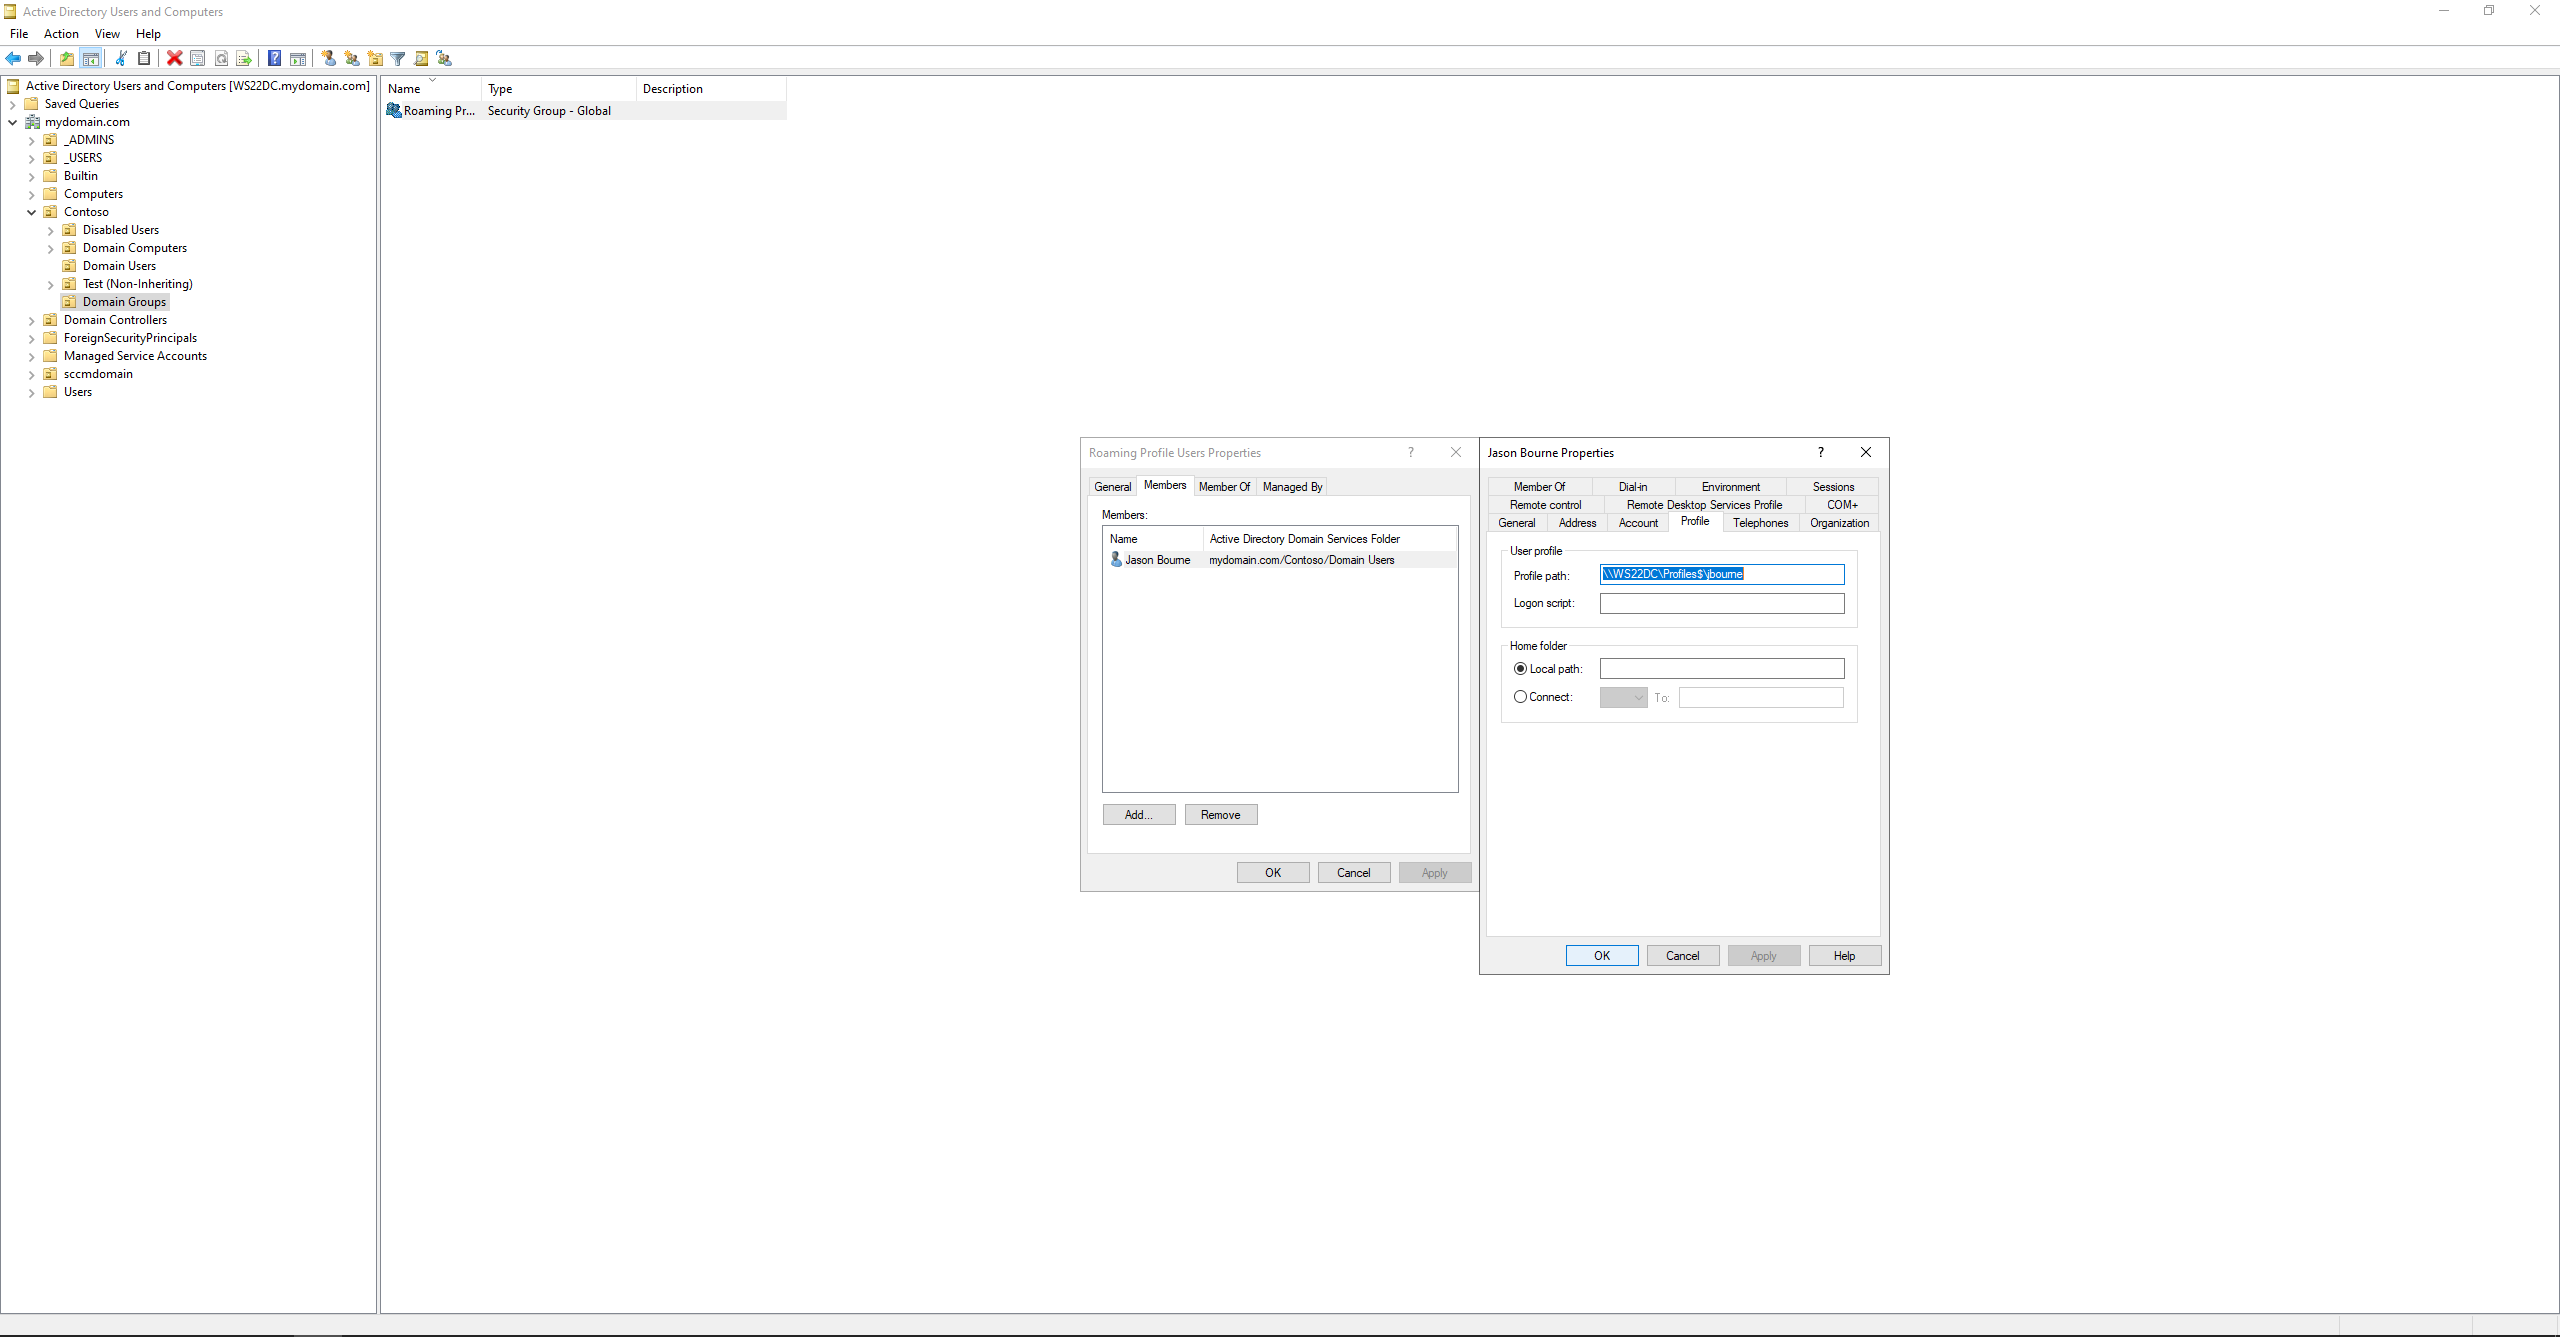 Active Directory Users and Computers
File Action View Help
Active Directory Users and Computers [WS22DC.mydomain.com]
Saved Queries
mydomain.com
_ADMINS
_USERS
Builtin
Computers
Contoso
Disabled Users
Domain Computers
Domain Users
Test (Non-Inheriting)
Domain Groups
Domain Controllers
ForeignSecurityPrincipals
Managed Service Accounts
sccmdomain
Users
Name Type Description
Roaming Pr... Security Group - Global
Roaming Profile Users Properties ?
General Members Member Of Managed By
Members:
Name Active Directory Domain Services Folder
Jason Bourne mydomain.com/Contoso/Domain Users
Add... Remove
OK Cancel Apply
Jason Bourne Properties ?
Member Of Dial-in Environment Sessions
Remote control Remote Desktop Services Profile COM+
General Address Account Profile Telephones Organization
User profile
Profile path: \\WS22DC\Profiles$\jbourne
Logon script:
Home folder
Local path:
Connect: To:
OK Cancel Apply Help